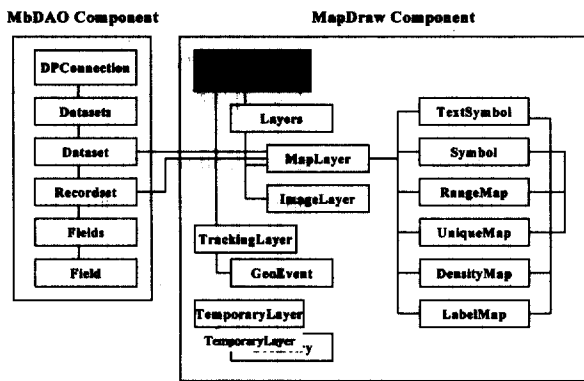 MbDAO Component
MapDraw Component
DPConnection
Datasets
Dataset
Recordset
Fields
Field
Layers
MapLayer
ImageLayer
TrackingLayer
GeoEvent
TemporaryLayer
TemporaryLayer
TextSymbol
Symbol
RangeMap
UniqueMap
DensityMap
LabelMap